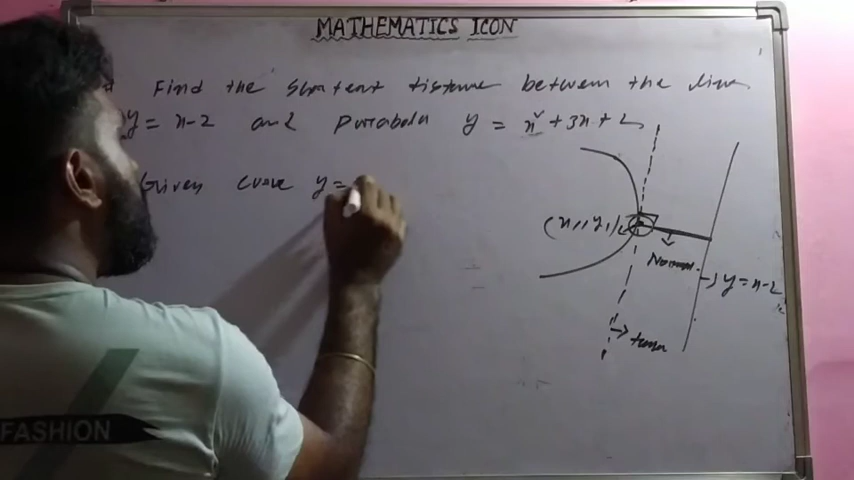 MATHEMATICS ICON
Find the shortest distance between the line
y = x-2 and parabola y = x² + 3x + 2
Given curve y =
(x₁, y₁)
Normal
y = x-2
FASHION